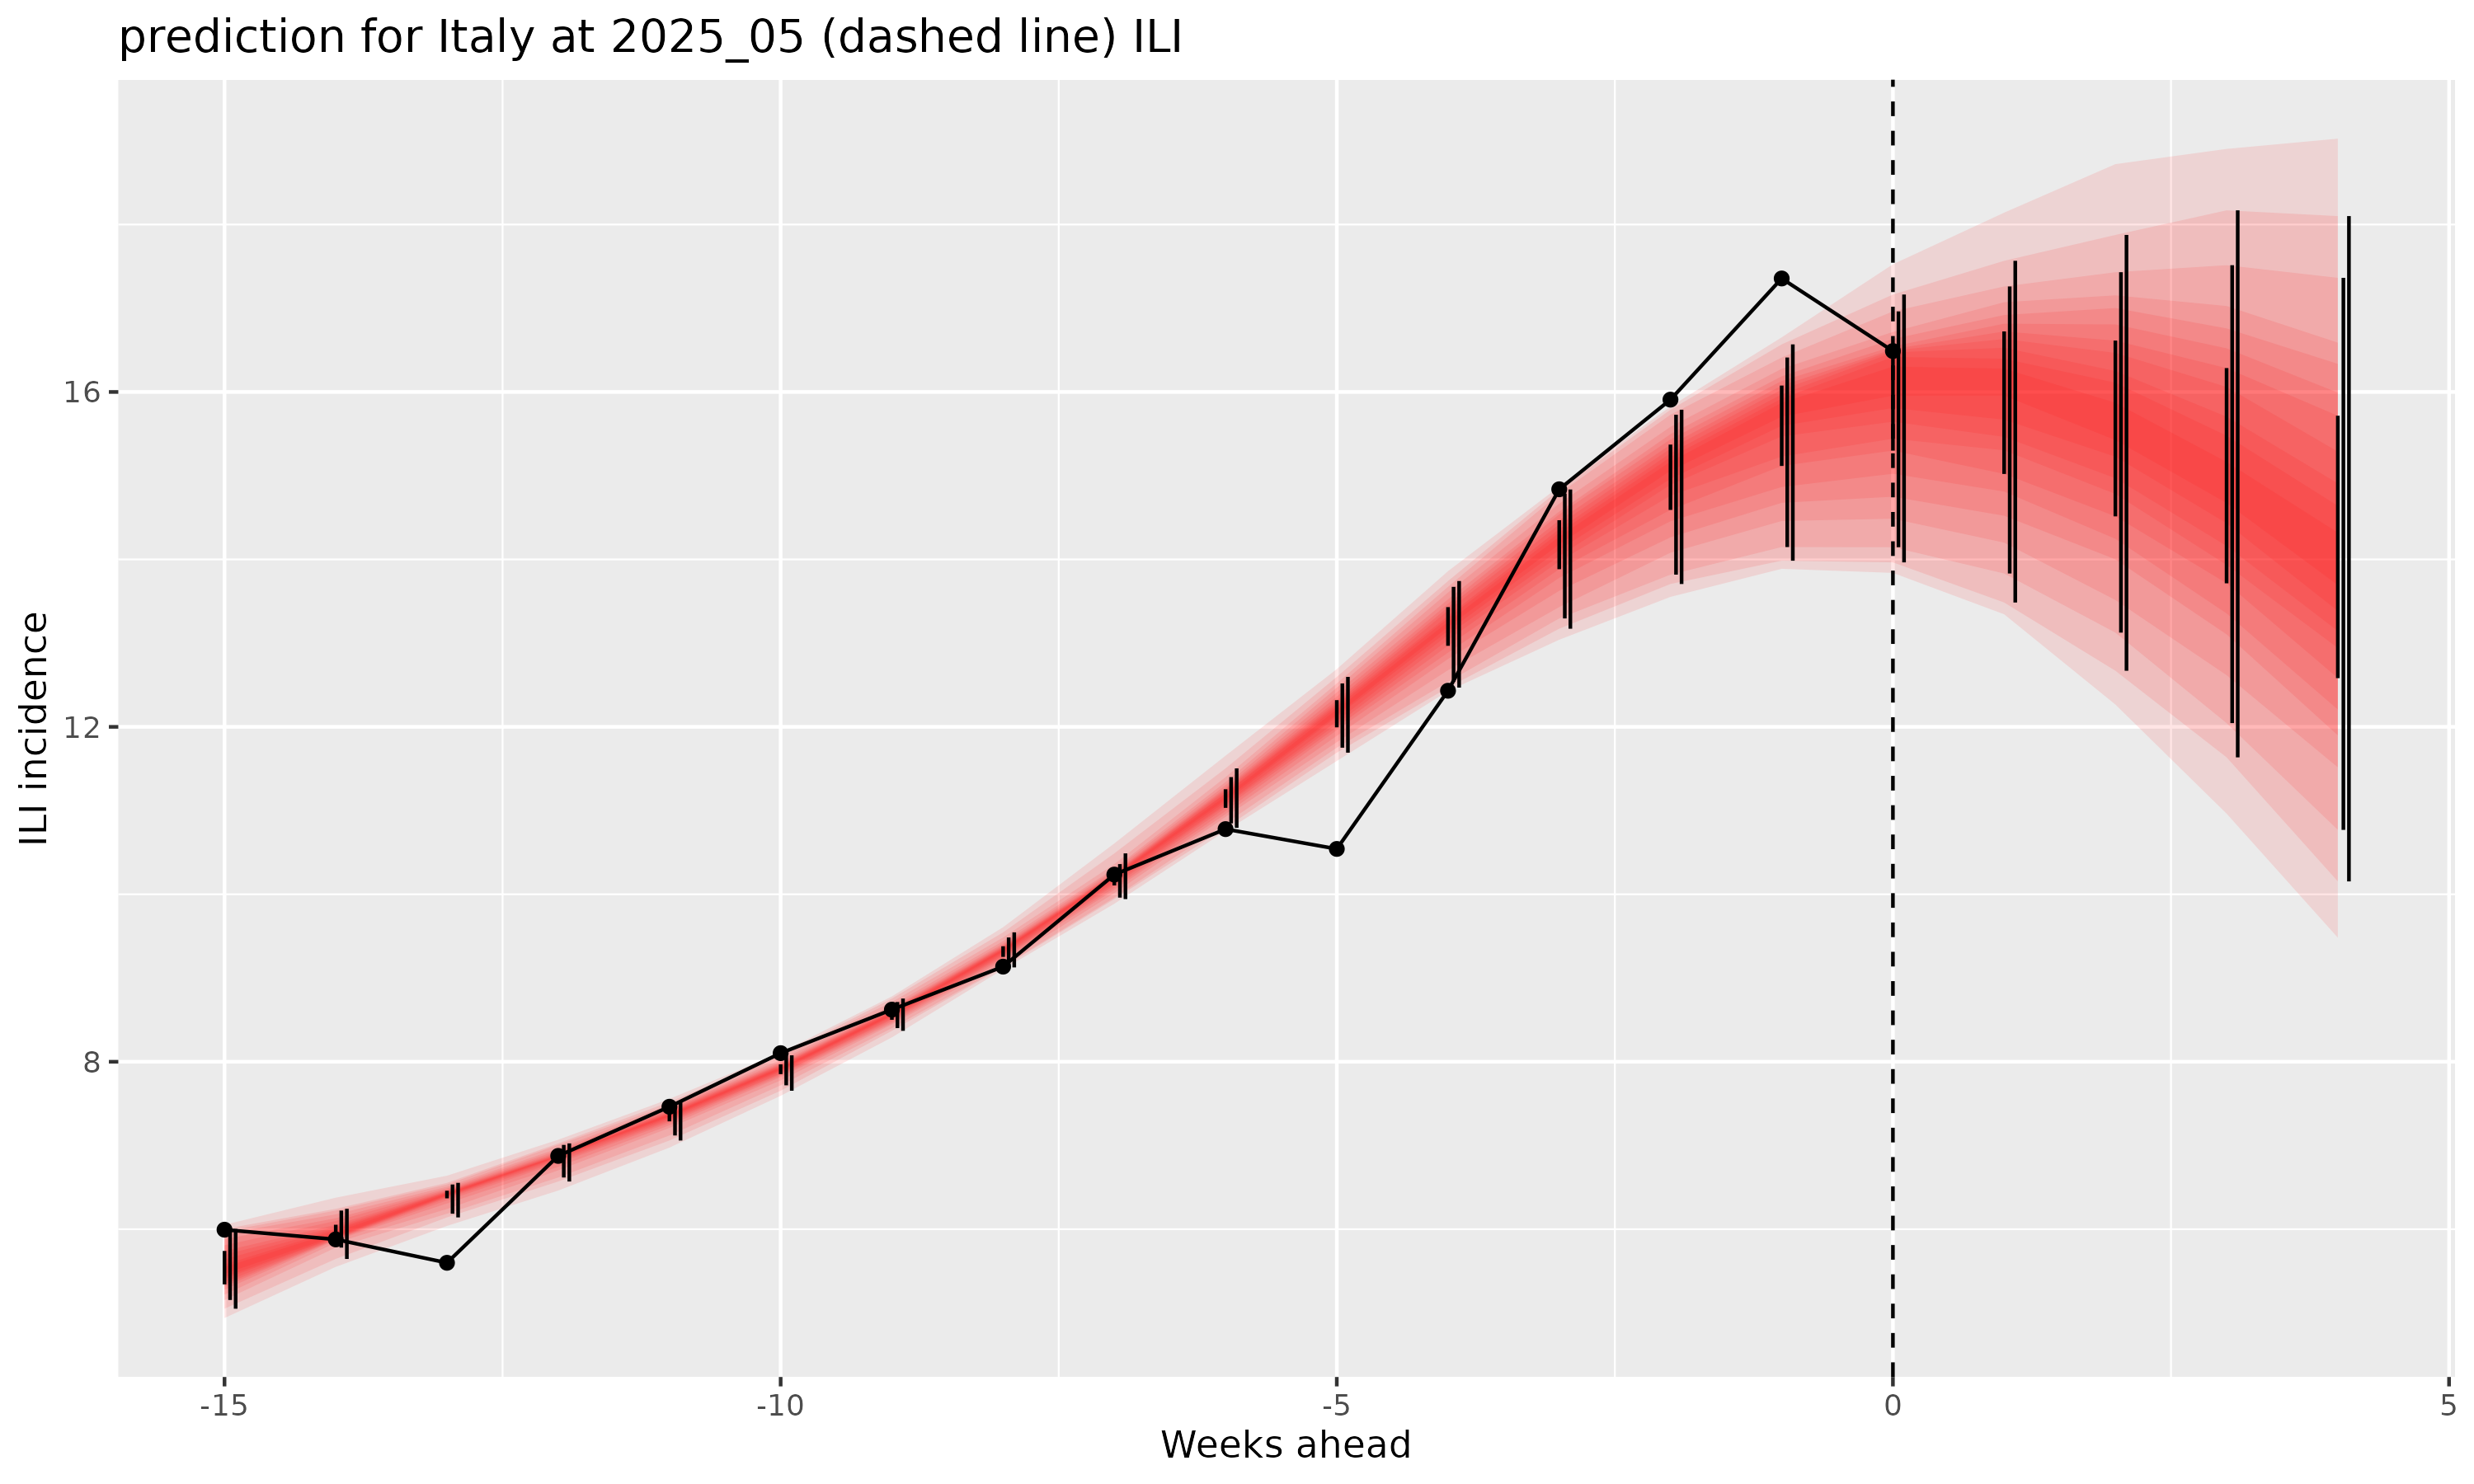 prediction for Italy at 2025_05 (dashed line) ILI
ILI incidence
16
12
8
-15
-10
-5
0
5
Weeks ahead